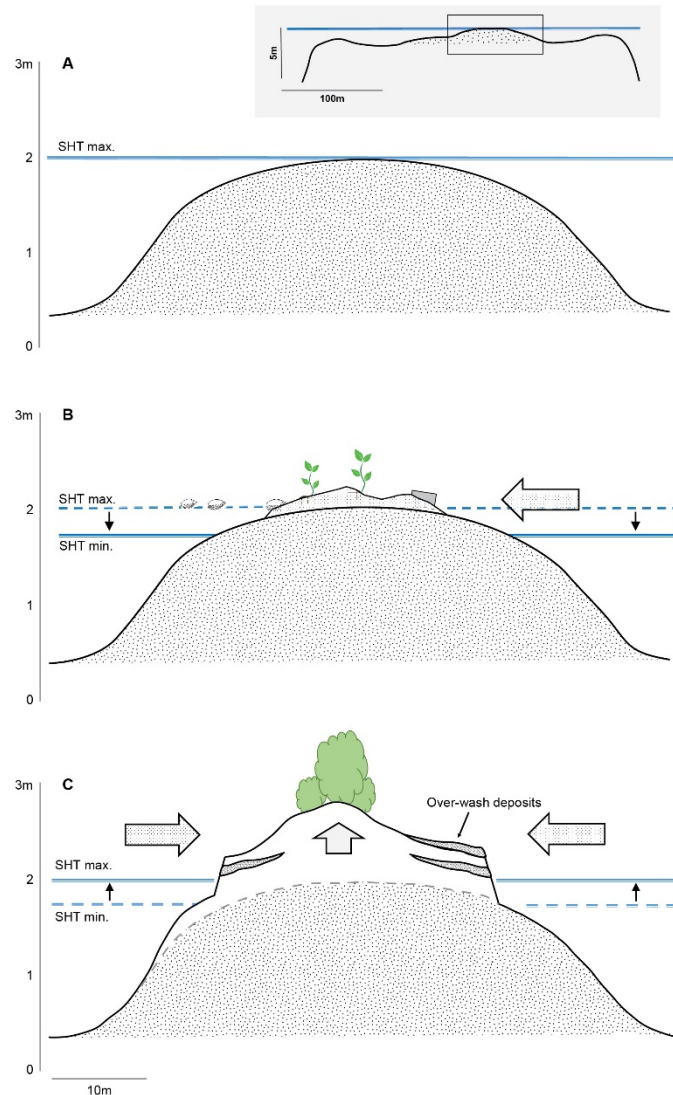 5m
100m
A
3m
SHT max.
2
1
0
B
3m
SHT max.
2
SHT min.
1
0
C
3m
Over-wash deposits
SHT max.
2
SHT min.
1
0
10m